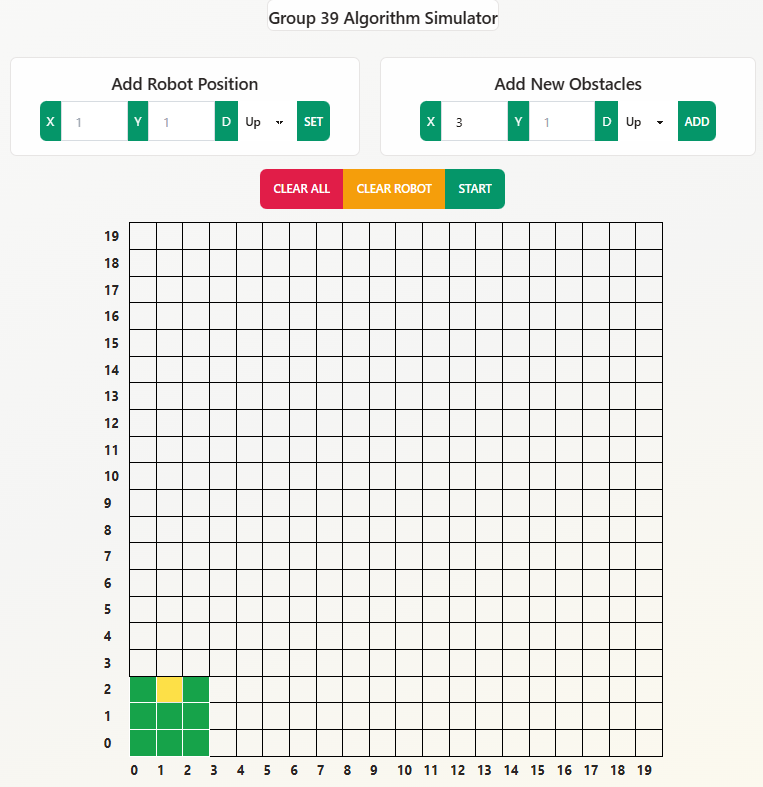 Group 39 Algorithm Simulator
Add Robot Position
X 1 Y 1 D Up SET
Add New Obstacles
X 3 Y 1 D Up ADD
CLEAR ALL CLEAR ROBOT START
19
18
17
16
15
14
13
12
11
10
9
8
7
6
5
4
3
2
1
0
0 1 2 3 4 5 6 7 8 9 10 11 12 13 14 15 16 17 18 19